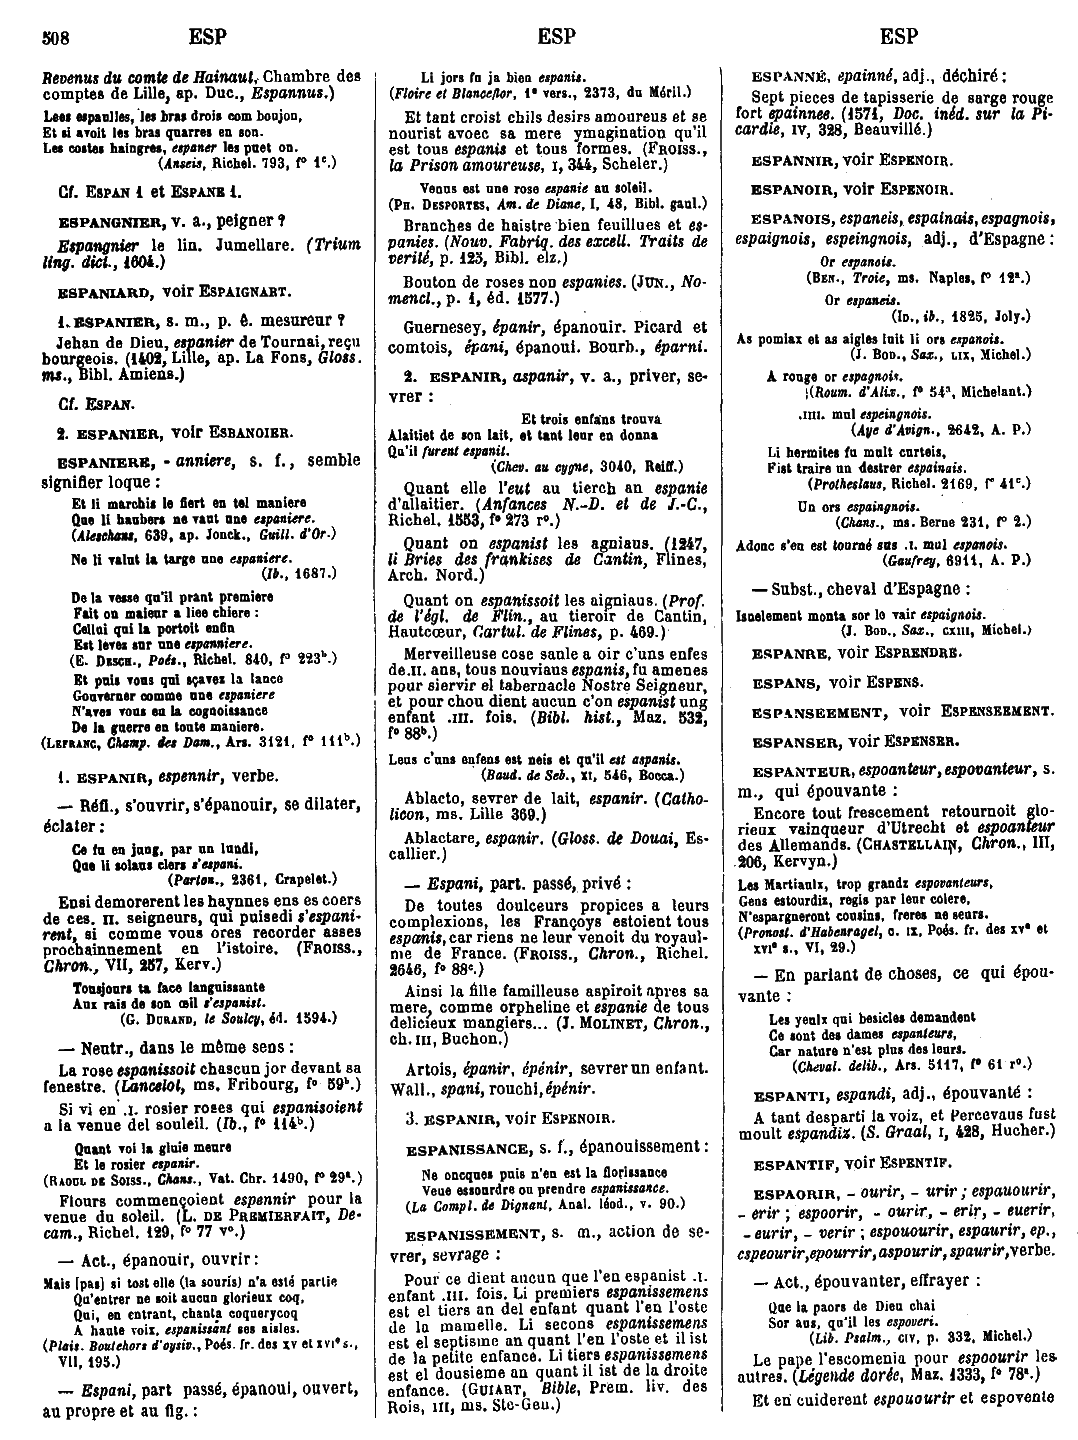 508 ESP ESP ESP
Revenus du comte de Hainaut, Chambre des
comptes de Lille, ap. Duc., Espannus.)
Lees espaulles, les bras drois com boujon,
Et si avoit les bras quarres en son.
Les costes haingres, espaner les puet on.
(Anseis, Richel. 793, f° 1ᶜ.)
Cf. ESPAN 1 et ESPANE 1.
ESPANGNIER, v. a., peigner ?
Espangnier le lin. Jumellare. (Trium
ling. dict., 1604.)
ESPANIARD, voir ESPAIGNART.
1. ESPANIER, s. m., p. ê. mesureur ?
Jehan de Dieu, espanier de Tournai, reçu
bourgeois. (1402, Lille, ap. La Fons, Gloss.
ms., Bibl. Amiens.)
Cf. ESPAN.
2. ESPANIER, voir ESBANOIER.
ESPANIERE, - anniere, s. f., semble
signifier loque :
Et li marchis le fiert en tel maniere
Que li haubers ne vaut une espaniere.
(Aleschans, 639, ap. Jonck., Guill. d'Or.)
Ne li valut la targe une espaniere.
(Ib., 1687.)
De la vesse qu'il prant premiere
Fait on maleur a liee chiere :
Cellui qui la portoit enfin
Est levez sur une espanniere.
(E. DESCH., Poés., Richel. 840, f° 223ᵇ.)
Et puis vous qui sçavez la lance
Gouverner comme une espaniere
N'aves vous eu la cognoissance
De la guerre en toute maniere.
(LEFRANC, Champ. des Dam., Ars. 3121, f° 111ᵇ.)
1. ESPANIR, espennir, verbe.
— Réfl., s'ouvrir, s'épanouir, se dilater,
éclater :
Ce fu en jung, par un lundi,
Que li solaus clers s'espani.
(Parton., 2361, Crapelet.)
Ensi demorerent les haynnes ens es coers
de ces. II. seigneurs, qui puisedi s'espani-
rent, si comme vous ores recorder asses
prochainnement en l'istoire. (FROISS.,
Chron., VII, 257, Kerv.)
Tousjours ta face languissante
Aux rais de son œil s'espanist.
(G. DURAND, le Soulcy, éd. 1594.)
— Neutr., dans le même sens :
La rose espanissoit chascun jor devant sa
fenestre. (Lancelot, ms. Fribourg, f° 59ᵇ.)
Si vi en .I. rosier roses qui espanisoient
a la venue del souleil. (Ib., f° 114ᵇ.)
Quant voi la gluie meure
Et le rosier espanir.
(RAOUL DE SOISS., Chans., Vat. Chr. 1490, f° 29ᵃ.)
Flours commençoient espennir pour la
venue du soleil. (L. DE PREMIERFAIT, De-
cam., Richel. 129, f° 77 v°.)
— Act., épanouir, ouvrir :
Mais [pas] si tost elle (la souris) n'a esté partie
Qu'entrer ne soit aucun glorieux coq,
Qui, en entrant, chanta coquerycoq
A haute voix, espanissant ses aisles.
(Plais. Boutehors d'oysiv., Poés. fr. des XV et XVIᵉ s.,
VII, 195.)
— Espani, part passé, épanoui, ouvert,
au propre et au fig. :
Li jors fu ja bien espanis.
(Floire et Blanceflor, 1ᵉ vers., 2373, du Méril.)
Et tant croist chils desirs amoureus et se
nourist avoec sa mere ymagination qu'il
est tous espanis et tous formes. (FROISS.,
la Prison amoureuse, I, 344, Scheler.)
Venus est une rose espanie au soleil.
(PH. DESPORTES, Am. de Diane, I, 48, Bibl. gaul.)
Branches de haistre bien feuillues et es-
panies. (Nouv. Fabriq. des excell. Traits de
verité, p. 123, Bibl. elz.)
Bouton de roses non espanies. (JUN., No-
mencl., p. 1, éd. 1577.)
Guernesey, épanir, épanouir. Picard et
comtois, épani, épanoui. Bourb., éparni.
2. ESPANIR, aspanir, v. a., priver, se-
vrer :
Et trois enfans trouva
Alaitiet de son lait, et tant leur en donna
Qu'il furent espanit.
(Chev. au cygne, 3040, Reiff.)
Quant elle l'eut au tierch an espanie
d'allaitier. (Anfances N.-D. et de J.-C.,
Richel. 1553, f° 273 r°.)
Quant on espanist les agniaus. (1247,
li Bries des frankises de Cantin, Flines,
Arch. Nord.)
Quant on espanissoit les aigniaus. (Prof.
de l'égl. de Flin., au tieroir de Cantin,
Hautcœur, Cartul. de Flines, p. 469.)
Merveilleuse cose saule a oir c'uns enfes
de.II. ans, tous nouviaus espanis, fu amenes
pour siervir el tabernacle Nostre Seigneur,
et pour chou dient aucun c'on espanist ung
enfant .III. fois. (Bibl. hist., Maz. 532,
f° 88ᵇ.)
Lens c'uns enfens est neis et qu'il est aspanis.
(Baud. de Seb., XI, 546, Bocca.)
Ablacto, sevrer de lait, espanir. (Catho-
licon, ms. Lille 369.)
Ablactare, espanir. (Gloss. de Douai, Es-
callier.)
— Espani, part. passé, privé :
De toutes doulceurs propices a leurs
complexions, les Françoys estoient tous
espanis, car riens ne leur venoit du royaul-
me de France. (FROISS., Chron., Richel.
2646, f° 88ᶜ.)
Ainsi la fille familleuse aspiroit apres sa
mere, comme orpheline et espanie de tous
delicieux mangiers... (J. MOLINET, Chron.,
ch. III, Buchon.)
Artois, épanir, épénir, sevrer un enfant.
Wall., spani, rouchi, épénir.
3. ESPANIR, voir ESPENOIR.
ESPANISSANCE, s. f., épanouissement :
Ne oncques puis n'en est la florissance
Veue essourdre ou prendre espanissance.
(La Compl. de Dignant, Anal. léod., v. 90.)
ESPANISSEMENT, s. m., action de se-
vrer, sevrage :
Pour ce dient aucun que l'en espanist .I.
enfant .III. fois. Li premiers espanissemens
est el tiers an del enfant quant l'en l'oste
de la mamelle. Li secons espanissemens
est el septisme an quant l'en l'oste et il ist
de la petite enfance. Li tiers espanissemens
est el dousieme an quant il ist de la droite
enfance. (GUIART, Bible, Prem. liv. des
Rois, III, ms. Ste-Gen.)
ESPANNÉ, epainné, adj., déchiré :
Sept pieces de tapisserie de sarge rouge
fort epainnee. (1571, Doc. inéd. sur la Pi-
cardie, IV, 328, Beauvillé.)
ESPANNIR, voir ESPENOIR.
ESPANOIR, voir ESPENOIR.
ESPANOIS, espaneis, espainais, espagnois,
espaignois, espeingnois, adj., d'Espagne :
Or espanois.
(BEN., Troie, ms. Naples, f° 12ᵃ.)
Or espaneis.
(ID., ib., 1825, Joly.)
As pomiax et as aigles luit li ors espanois.
(J. BOD., Sax., LIX, Michel.)
A rouge or espagnois.
(Roum. d'Alix., f° 54ᵃ, Michelant.)
.IIII. mul espeingnois.
(Aye d'Avign., 2642, A. P.)
Li hermites fu mult curteis,
Fist traire un destrer espainais.
(Protheslaus, Richel. 2169, f° 41ᶜ.)
Un ors espaingnois.
(Chans., ms. Berne 231, f° 2.)
Adonc s'en est tourné sus .I. mul espanois.
(Gaufrey, 6911, A. P.)
— Subst., cheval d'Espagne :
Isnelement monta sor lo vair espaignois.
(J. BOD., Sax., CXIII, Michel.)
ESPANRE, voir ESPRENDRE.
ESPANS, voir ESPENS.
ESPANSEEMENT, voir ESPENSEEMENT.
ESPANSER, voir ESPENSER.
ESPANTEUR, espoanteur, espovanteur, s.
m., qui épouvante :
Encore tout frescement retournoit glo-
rieux vainqueur d'Utrecht et espoanteur
des Allemands. (CHASTELLAIN, Chron., III,
206, Kervyn.)
Les Martiaulx, trop grandz espovanteurs,
Gens estourdiz, regis par leur colere,
N'espargneront cousins, freres ne seurs.
(Pronost. d'Habenragel, c. IX, Poés. fr. des XVᵉ et
XVIᵉ s., VI, 29.)
— En parlant de choses, ce qui épou-
vante :
Les yeulx qui besicles demandent
Ce sont des dames espanteurs,
Car nature n'est plus des leurs.
(Cheval. delib., Ars. 5117, f° 61 r°.)
ESPANTI, espandi, adj., épouvanté :
A tant desparti la voiz, et Percevaus fust
moult espandiz. (S. Graal, I, 428, Hucher.)
ESPANTIF, voir ESPENTIF.
ESPAORIR, - ourir, - urir ; espauourir,
- erir ; espoorir, - ourir, - erir, - euerir,
- eurir, - verir ; espououorir, espaurir, ep.,
cspeourir, epourrir, aspourir, spaurir, verbe.
— Act., épouvanter, effrayer :
Que la paors de Dieu chai
Sor aus, qu'il les espoveri.
(Lib. Psalm., CIV, p. 332, Michel.)
Le pape l'escomenia pour espoourir les
autres. (Légende dorée, Maz. 1333, f° 78ᵃ.)
Et en cuiderent espouourir et espovente